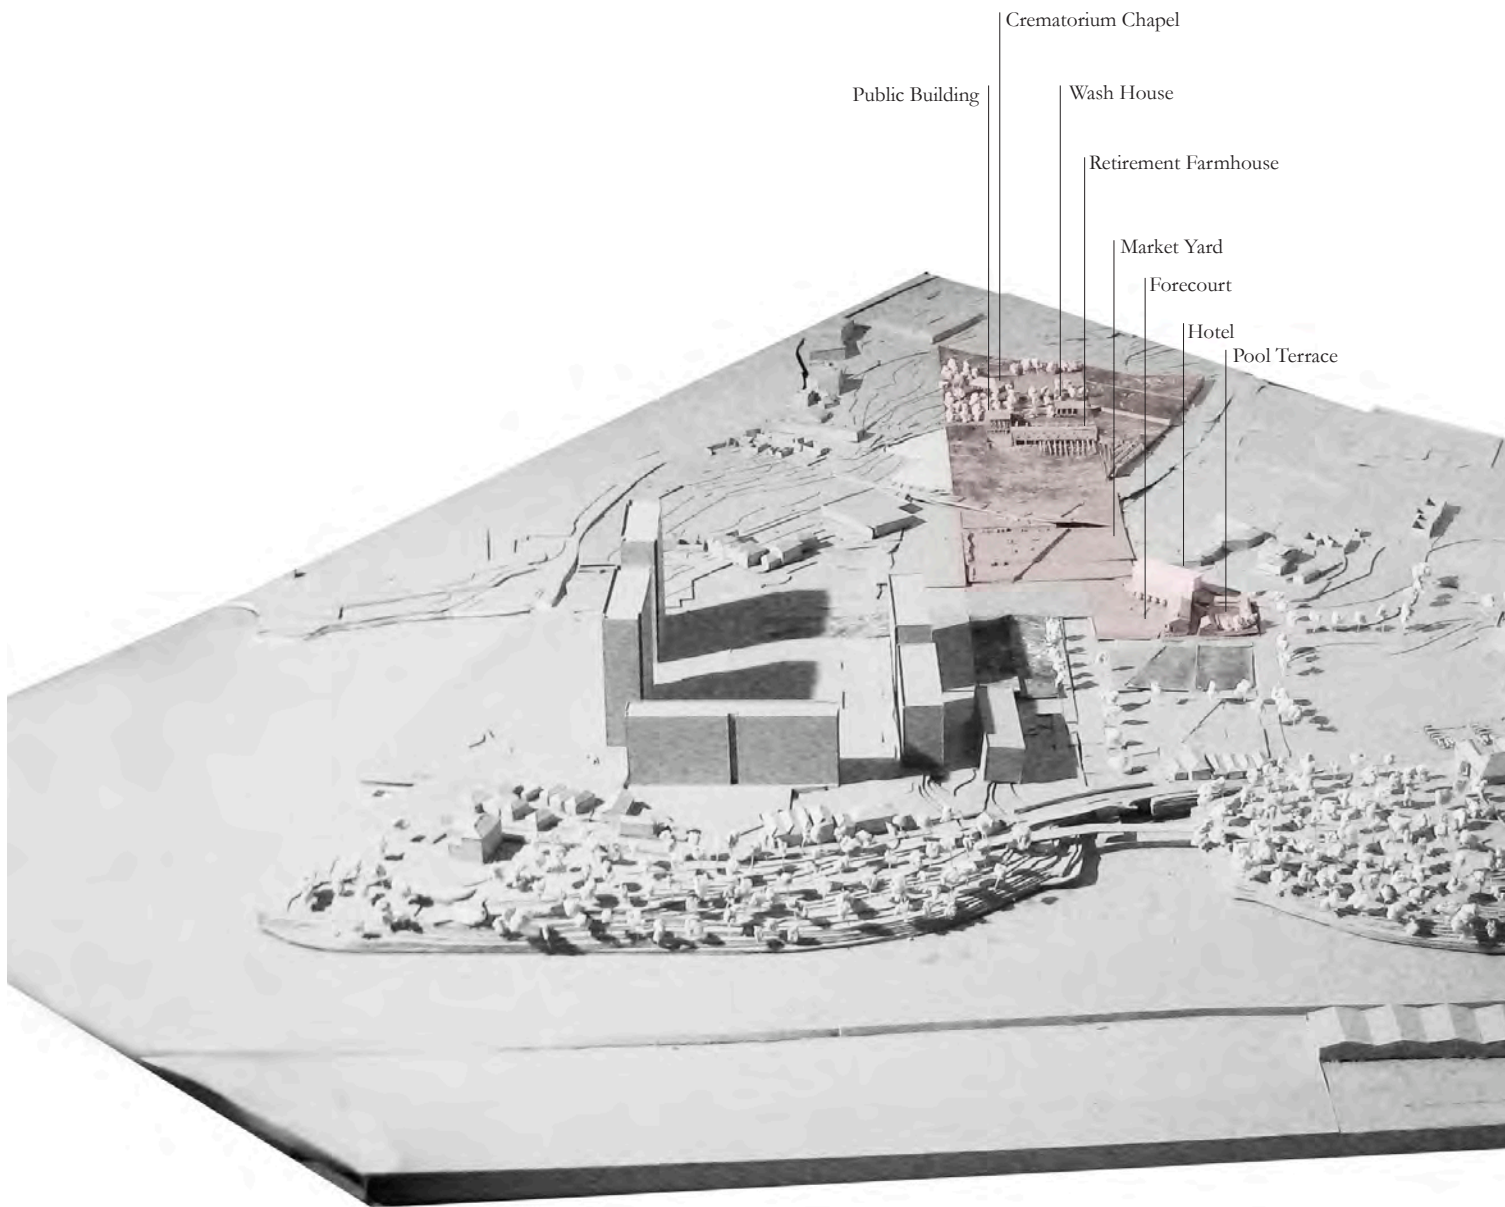 Crematorium Chapel
Public Building
Wash House
Retirement Farmhouse
Market Yard
Forecourt
Hotel
Pool Terrace